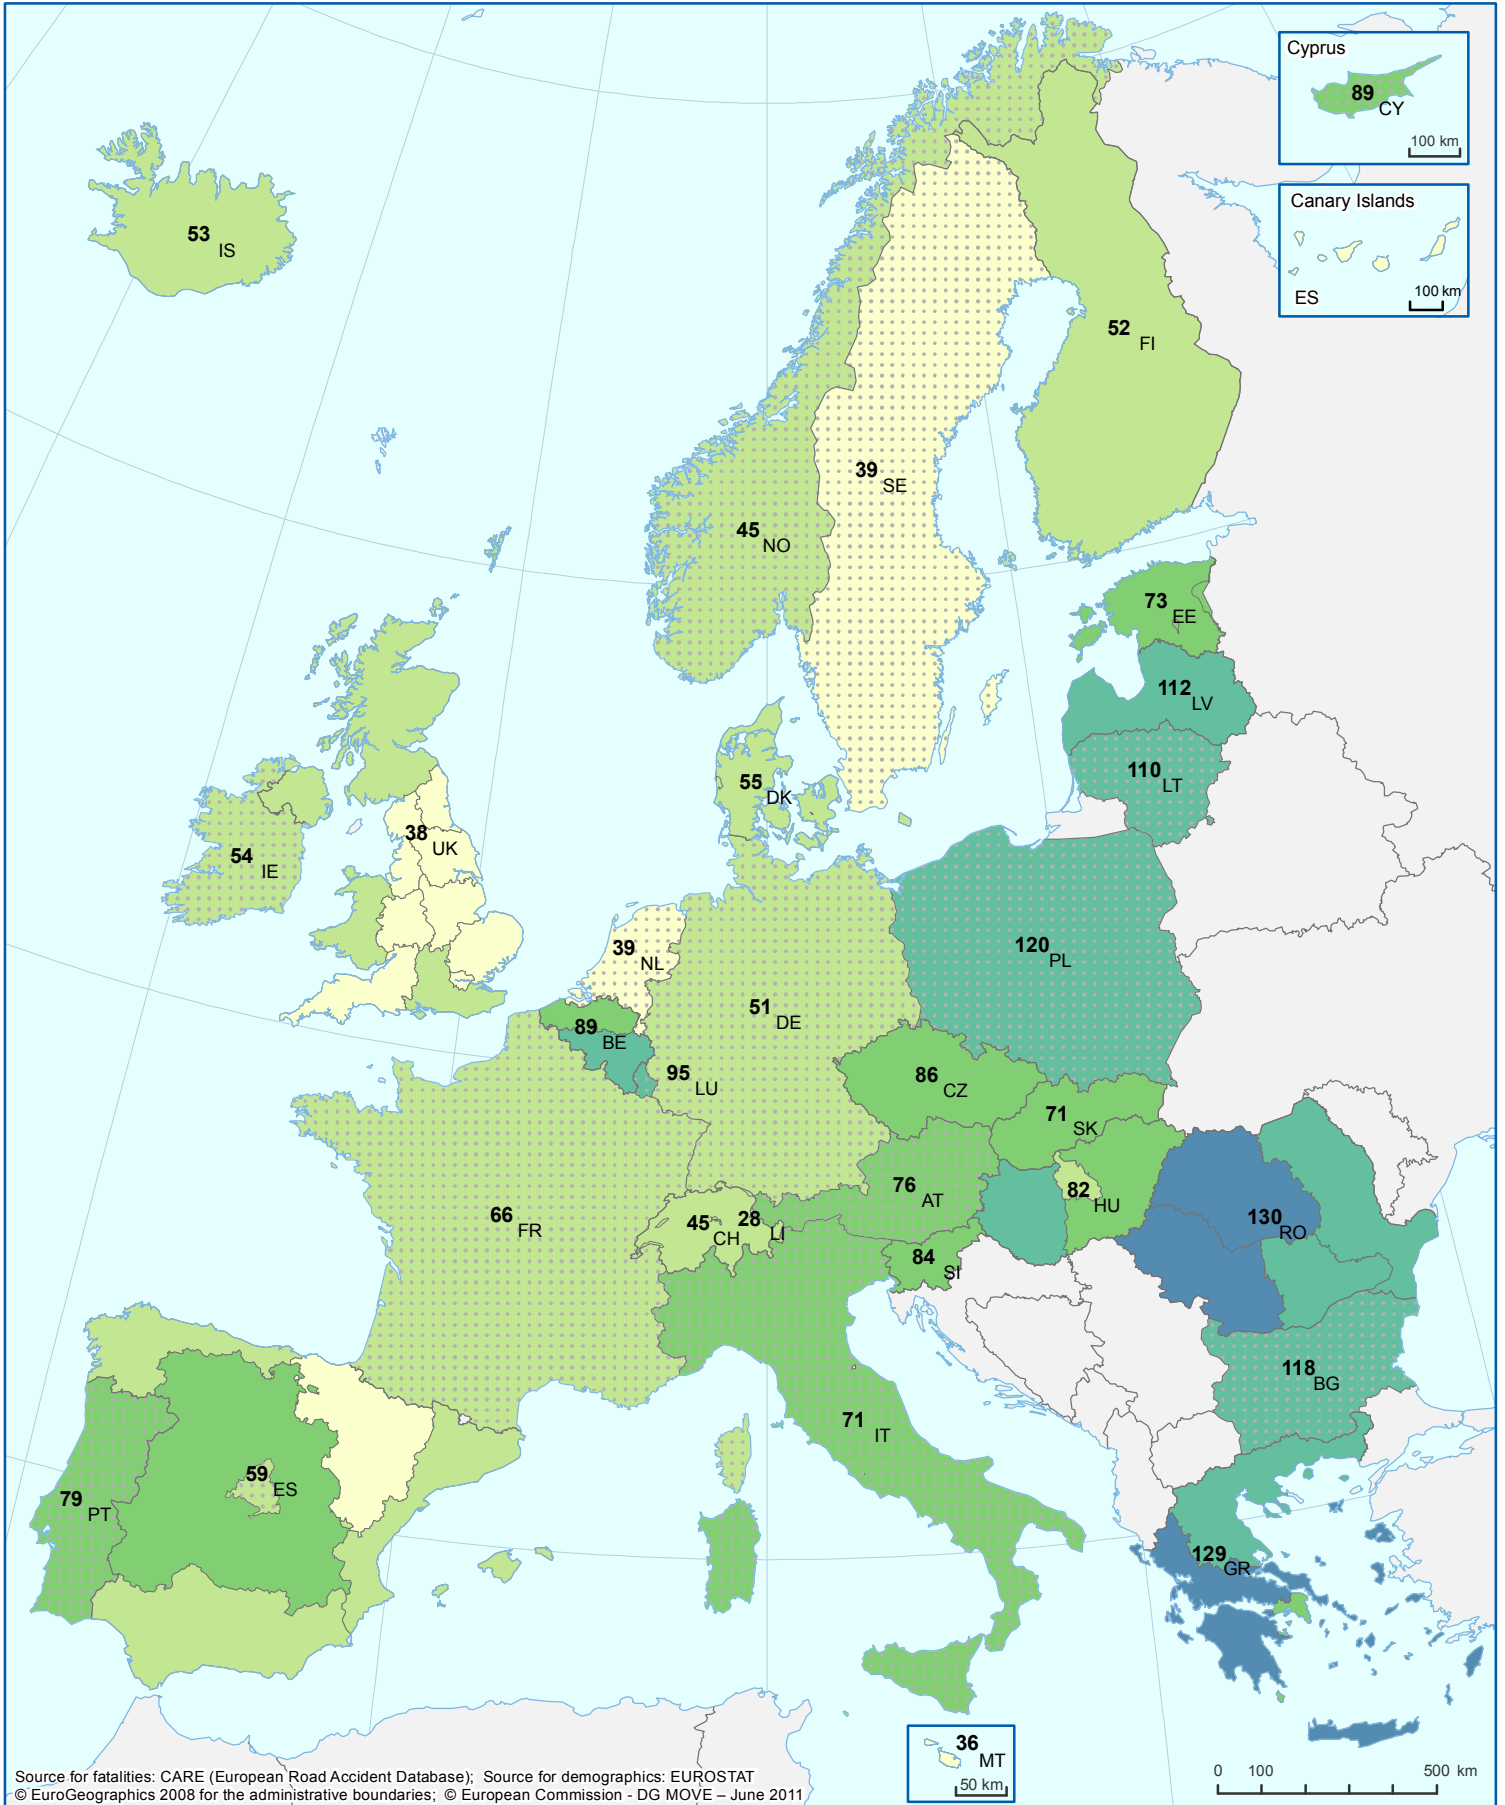 Cyprus
89
CY
100 km
Canary Islands
ES
100 km
53
IS
52
FI
39
SE
45
NO
73
EE
112
LV
110
LT
55
DK
38
UK
54
IE
39
NL
120
PL
51
DE
89
BE
95
LU
86
CZ
71
SK
76
AT
82
HU
66
FR
45
CH
28
LI
130
RO
84
SI
118
BG
71
IT
59
ES
79
PT
129
GR
36
MT
50 km
0 100 500 km
Source for fatalities: CARE (European Road Accident Database); Source for demographics: EUROSTAT
© EuroGeographics 2008 for the administrative boundaries; © European Commission - DG MOVE – June 2011